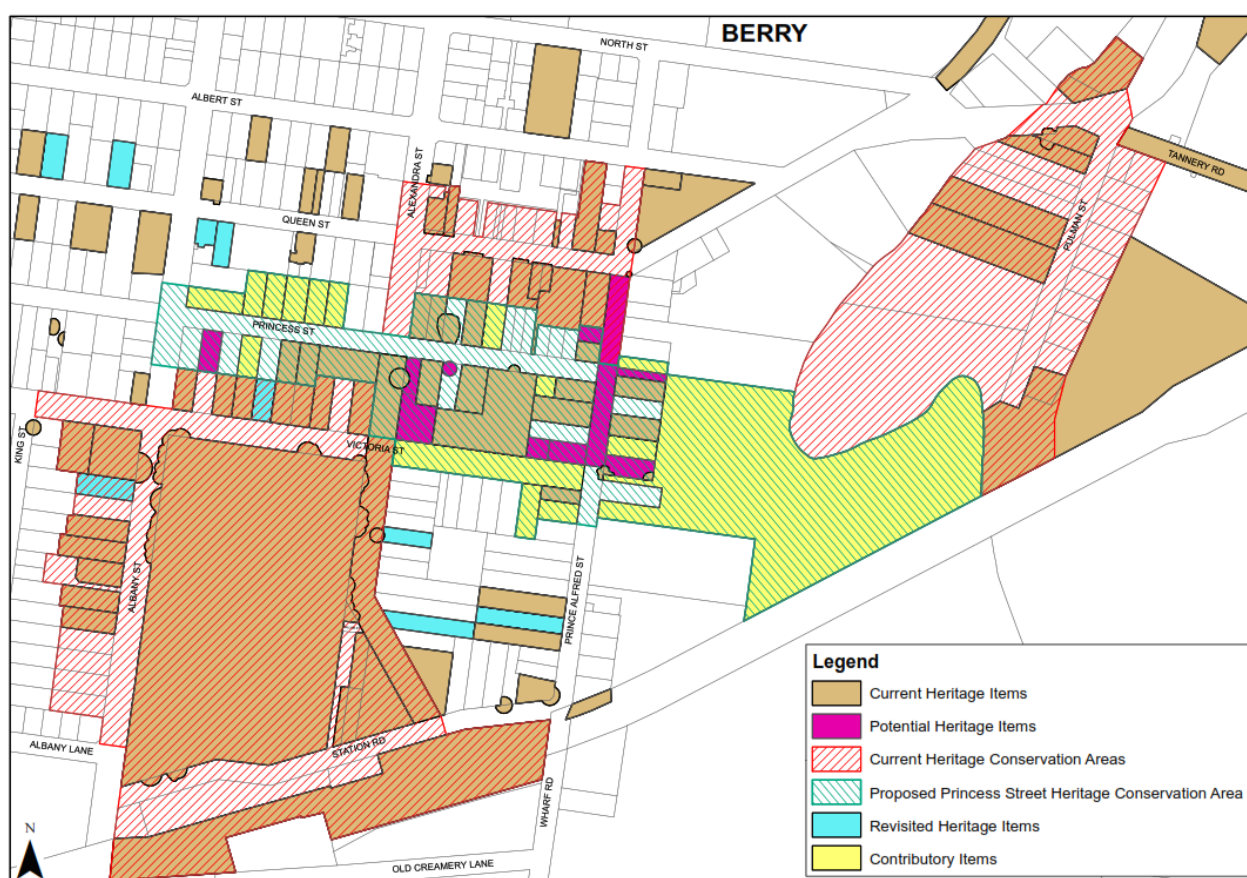 BERRY
NORTH ST
ALBERT ST
ALEXANDRA ST
TANNERY RD
QUEEN ST
PULMAN ST
PRINCESS ST
VICTORIA ST
KING ST
ALBANY ST
PRINCE ALFRED ST
ALBANY LANE
STATION RD
WHARF RD
OLD CREAMERY LANE
N
Legend
Current Heritage Items
Potential Heritage Items
Current Heritage Conservation Areas
Proposed Princess Street Heritage Conservation Area
Revisited Heritage Items
Contributory Items